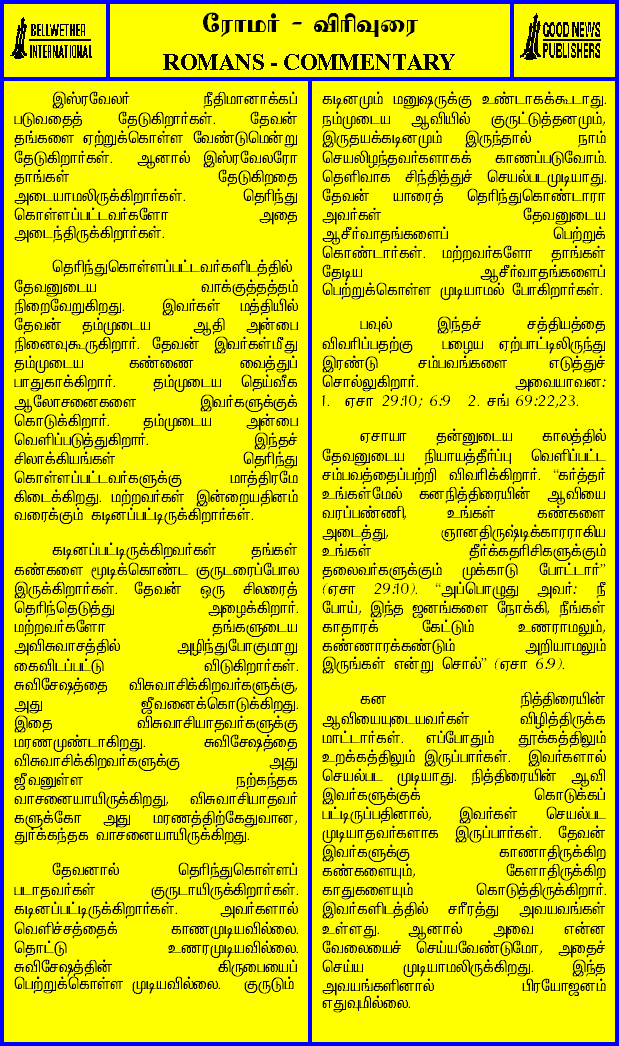 BELLWETHER
INTERNATIONAL
ரோமர் - விரிவுரை
ROMANS - COMMENTARY
GOOD NEWS
PUBLISHERS
இஸ்ரவேலர் நீதிமானாக்கப்
படுவதைத் தேடுகிறார்கள். தேவன்
தங்களை ஏற்றுக்கொள்ள வேண்டுமென்று
தேடுகிறார்கள். ஆனால் இஸ்ரவேலரோ
தாங்கள் தேடுகிறதை
அடையாமலிருக்கிறார்கள். தெரிந்து
கொள்ளப்பட்டவர்களோ அதை
அடைந்திருக்கிறார்கள்.
தெரிந்துகொள்ளப்பட்டவர்களிடத்தில்
தேவனுடைய வாக்குத்தத்தம்
நிறைவேறுகிறது. இவர்கள் மத்தியில்
தேவன் தம்முடைய ஆதி அன்பை
நினைவுகூருகிறார். தேவன் இவர்கள்மீது
தம்முடைய கண்ணை வைத்துப்
பாதுகாக்கிறார். தம்முடைய தெய்வீக
ஆலோசனைகளை இவர்களுக்குக்
கொடுக்கிறார். தம்முடைய அன்பை
வெளிப்படுத்துகிறார். இந்தச்
சிலாக்கியங்கள் தெரிந்து
கொள்ளப்பட்டவர்களுக்கு மாத்திரமே
கிடைக்கிறது. மற்றவர்கள் இன்றையதினம்
வரைக்கும் கடினப்பட்டிருக்கிறார்கள்.
கடினப்பட்டிருக்கிறவர்கள் தங்கள்
கண்களை மூடிக்கொண்ட குருடரைப்போல
இருக்கிறார்கள். தேவன் ஒரு சிலரைத்
தெரிந்தெடுத்து அழைக்கிறார்.
மற்றவர்களோ தங்களுடைய
அவிசுவாசத்தில் அழிந்துபோகுமாறு
கைவிடப்பட்டு விடுகிறார்கள்.
சுவிசேஷத்தை விசுவாசிக்கிறவர்களுக்கு,
அது ஜீவனைக்கொடுக்கிறது.
இதை விசுவாசியாதவர்களுக்கு
மரணமுண்டாகிறது. சுவிசேஷத்தை
விசுவாசிக்கிறவர்களுக்கு அது
ஜீவனுள்ள நற்கந்தக
வாசனையாயிருக்கிறது, விசுவாசியாதவர்
களுக்கோ அது மரணத்திற்கேதுவான,
துர்க்கந்தக வாசனையாயிருக்கிறது.
தேவனால் தெரிந்துகொள்ளப்
படாதவர்கள் குருடாயிருக்கிறார்கள்.
கடினப்பட்டிருக்கிறார்கள். அவர்களால்
வெளிச்சத்தைக் காணமுடியவில்லை.
தொட்டு உணரமுடியவில்லை.
சுவிசேஷத்தின் கிருபையைப்
பெற்றுக்கொள்ள முடியவில்லை. குருடும்
கடினமும் மனுஷருக்கு உண்டாகக்கூடாது.
நம்முடைய ஆவியில் குருட்டுத்தனமும்,
இருதயக்கடினமும் இருந்தால் நாம்
செயலிழந்தவர்களாகக் காணப்படுவோம்.
தெளிவாக சிந்தித்துச் செயல்படமுடியாது.
தேவன் யாரைத் தெரிந்துகொண்டாரா
அவர்கள் தேவனுடைய
ஆசீர்வாதங்களைப் பெற்றுக்
கொண்டார்கள். மற்றவர்களோ தாங்கள்
தேடிய ஆசீர்வாதங்களைப்
பெற்றுக்கொள்ள முடியாமல் போகிறார்கள்.
பவுல் இந்தச் சத்தியத்தை
விவரிப்பதற்கு பழைய ஏற்பாட்டிலிருந்து
இரண்டு சம்பவங்களை எடுத்துச்
சொல்லுகிறார். அவையாவன:
1. ஏசா 29:10; 6:9 2. சங் 69:22,23.
ஏசாயா தன்னுடைய காலத்தில்
தேவனுடைய நியாயத்தீர்ப்பு வெளிப்பட்ட
சம்பவத்தைப்பற்றி விவரிக்கிறார். "கர்த்தர்
உங்கள்மேல் கனநித்திரையின் ஆவியை
வரப்பண்ணி, உங்கள் கண்களை
அடைத்து, ஞானதிருஷ்டிக்காரராகிய
உங்கள் தீர்க்கதரிசிகளுக்கும்
தலைவர்களுக்கும் முக்காடு போட்டார்"
(ஏசா 29:10). "அப்பொழுது அவர்: நீ
போய், இந்த ஜனங்களை நோக்கி, நீங்கள்
காதாரக் கேட்டும் உணராமலும்,
கண்ணாரக்கண்டும் அறியாமலும்
இருங்கள் என்று சொல்" (ஏசா 6:9).
கன நித்திரையின்
ஆவியையுடையவர்கள் விழித்திருக்க
மாட்டார்கள். எப்போதும் தூக்கத்திலும்
உறக்கத்திலும் இருப்பார்கள். இவர்களால்
செயல்பட முடியாது. நித்திரையின் ஆவி
இவர்களுக்குக் கொடுக்கப்
பட்டிருப்பதினால், இவர்கள் செயல்பட
முடியாதவர்களாக இருப்பார்கள். தேவன்
இவர்களுக்கு காணாதிருக்கிற
கண்களையும், கேளாதிருக்கிற
காதுகளையும் கொடுத்திருக்கிறார்.
இவர்களிடத்தில் சரீரத்து அவயவங்கள்
உள்ளது. ஆனால் அவை என்ன
வேலையைச் செய்யவேண்டுமோ, அதைச்
செய்ய முடியாமலிருக்கிறது. இந்த
அவயங்களினால் பிரயோஜனம்
எதுவுமில்லை.